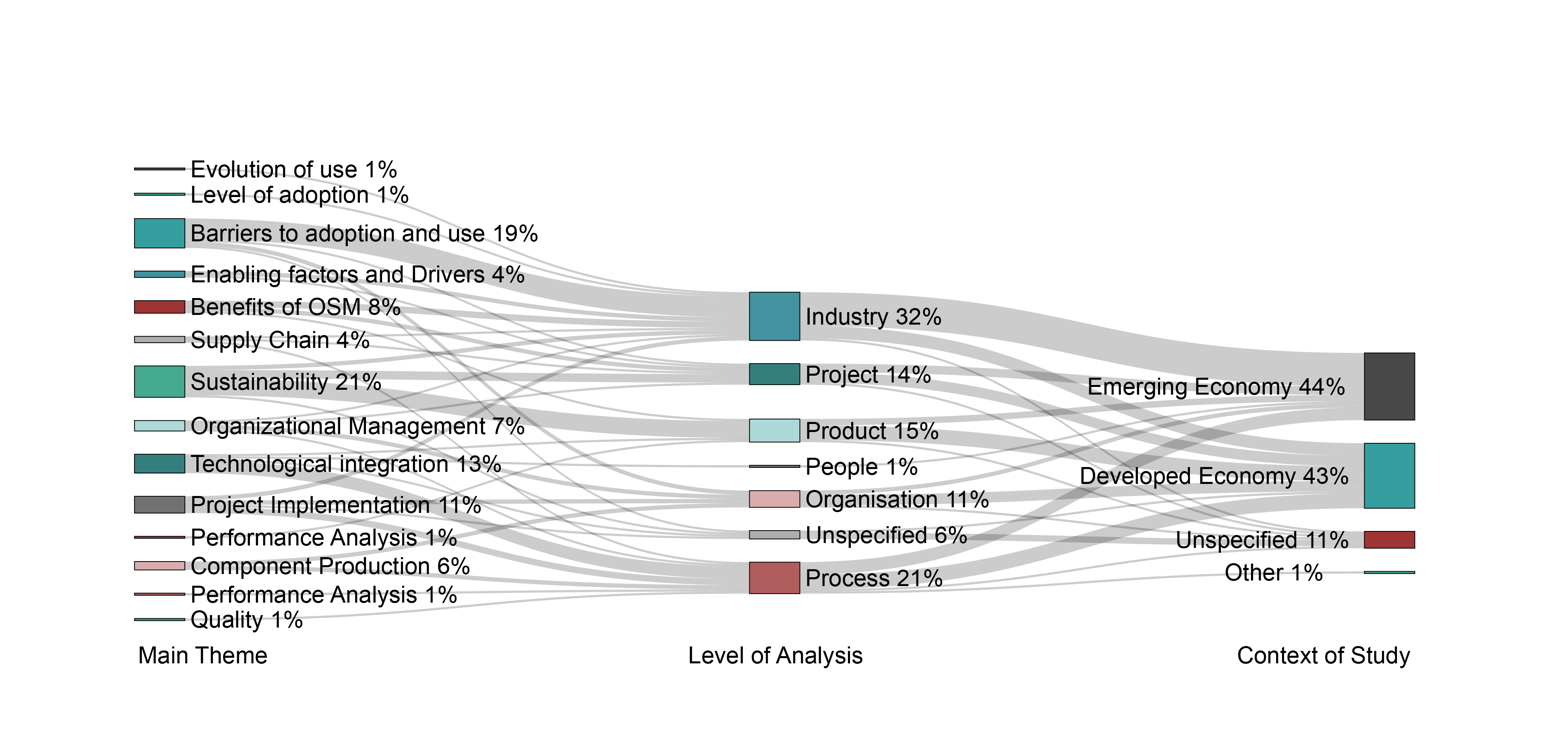 Evolution of use 1%
Level of adoption 1%
Barriers to adoption and use 19%
Enabling factors and Drivers 4%
Benefits of OSM 8%
Supply Chain 4%
Sustainability 21%
Organizational Management 7%
Technological integration 13%
Project Implementation 11%
Performance Analysis 1%
Component Production 6%
Performance Analysis 1%
Quality 1%
Main Theme
Industry 32%
Project 14%
Product 15%
People 1%
Organisation 11%
Unspecified 6%
Process 21%
Level of Analysis
Emerging Economy 44%
Developed Economy 43%
Unspecified 11%
Other 1%
Context of Study